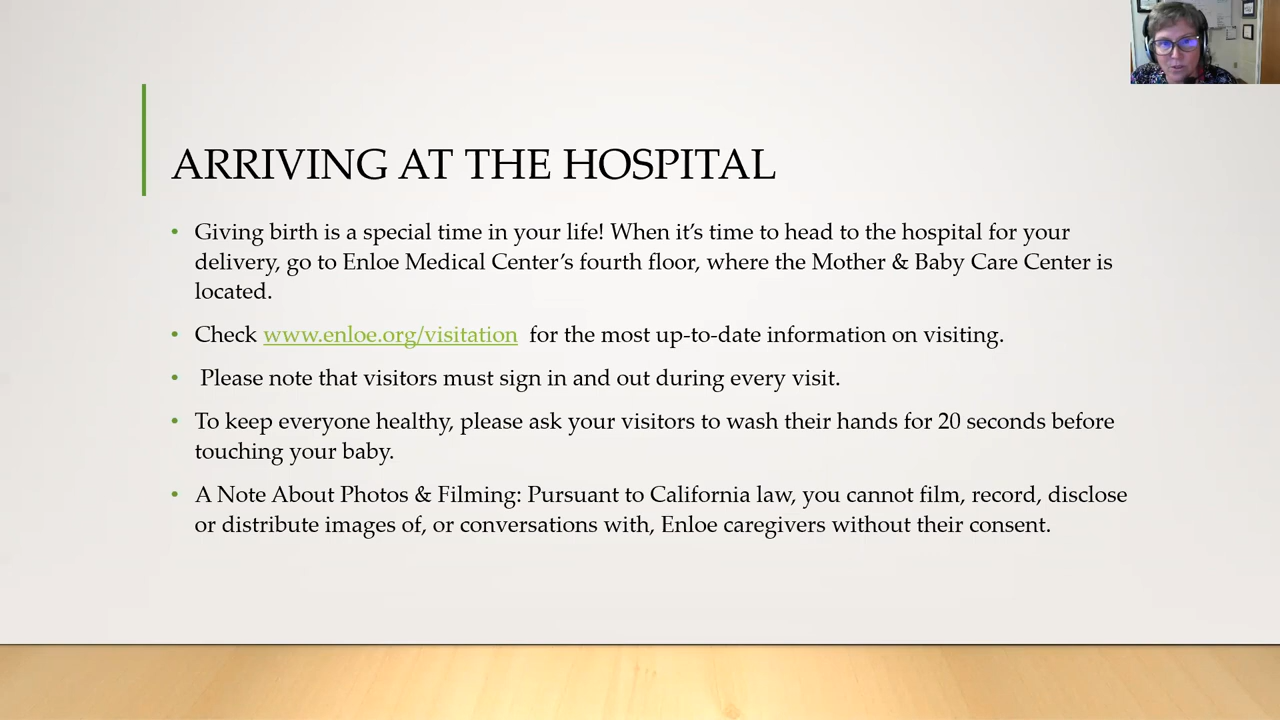 ARRIVING AT THE HOSPITAL
• Giving birth is a special time in your life! When it's time to head to the hospital for your
delivery, go to Enloe Medical Center's fourth floor, where the Mother & Baby Care Center is
located.
• Check www.enloe.org/visitation for the most up-to-date information on visiting.
• Please note that visitors must sign in and out during every visit.
• To keep everyone healthy, please ask your visitors to wash their hands for 20 seconds before
touching your baby.
• A Note About Photos & Filming: Pursuant to California law, you cannot film, record, disclose
or distribute images of, or conversations with, Enloe caregivers without their consent.